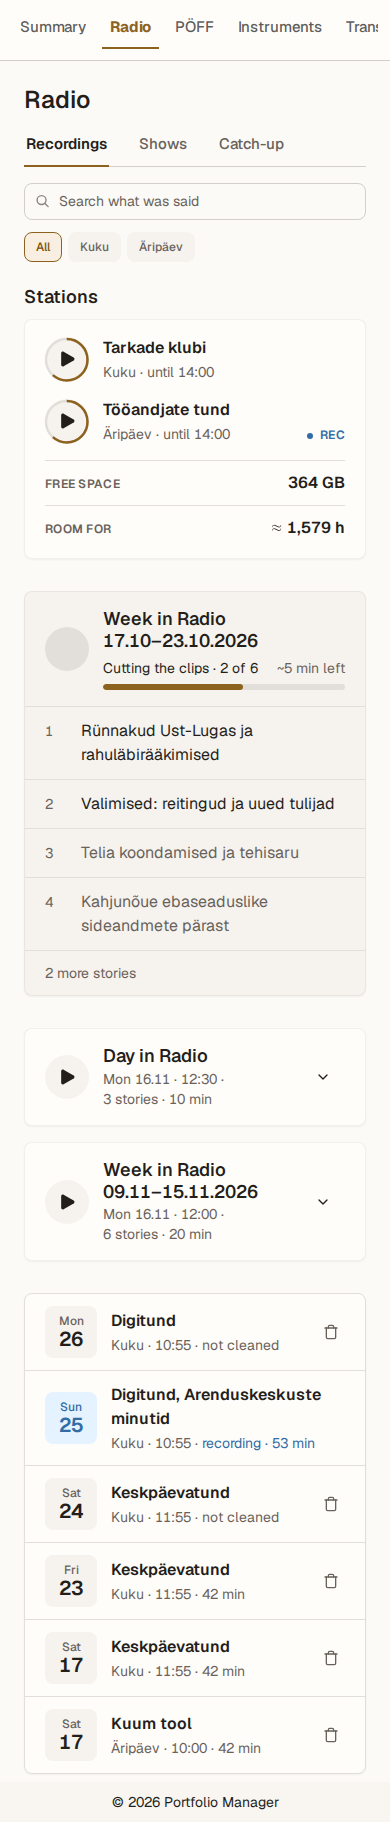 Summary Radio PÖFF Instruments Trans
Radio
Recordings Shows Catch-up
Search what was said
All Kuku Äripäev
Stations
Tarkade klubi
Kuku · until 14:00
Tööandjate tund
Äripäev · until 14:00 REC
FREE SPACE 364 GB
ROOM FOR ≈ 1,579 h
Week in Radio
17.10–23.10.2026
Cutting the clips · 2 of 6 ~5 min left
1 Rünnakud Ust-Lugas ja
rahuläbirääkimised
2 Valimised: reitingud ja uued tulijad
3 Telia koondamised ja tehisaru
4 Kahjunõue ebaseaduslike
sideandmete pärast
2 more stories
Day in Radio
Mon 16.11 · 12:30 ·
3 stories · 10 min
Week in Radio
09.11–15.11.2026
Mon 16.11 · 12:00 ·
6 stories · 20 min
Mon
26
Digitund
Kuku · 10:55 · not cleaned
Sun
25
Digitund, Arenduskeskuste
minutid
Kuku · 10:55 · recording · 53 min
Sat
24
Keskpäevatund
Kuku · 11:55 · not cleaned
Fri
23
Keskpäevatund
Kuku · 11:55 · 42 min
Sat
17
Keskpäevatund
Kuku · 11:55 · 42 min
Sat
17
Kuum tool
Äripäev · 10:00 · 42 min
© 2026 Portfolio Manager